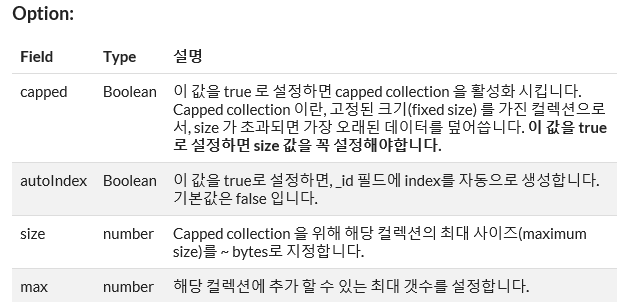 Option:
Field Type 설명
capped Boolean 이 값을 true 로 설정하면 capped collection 을 활성화 시킵니다.
Capped collection 이란, 고정된 크기(fixed size) 를 가진 컬렉션으로
서, size 가 초과되면 가장 오래된 데이터를 덮어씁니다. 이 값을 true
로 설정하면 size 값을 꼭 설정해야합니다.
autoIndex Boolean 이 값을 true로 설정하면, _id 필드에 index를 자동으로 생성합니다.
기본값은 false 입니다.
size number Capped collection 을 위해 해당 컬렉션의 최대 사이즈(maximum
size)를 ~ bytes로 지정합니다.
max number 해당 컬렉션에 추가 할 수 있는 최대 갯수를 설정합니다.